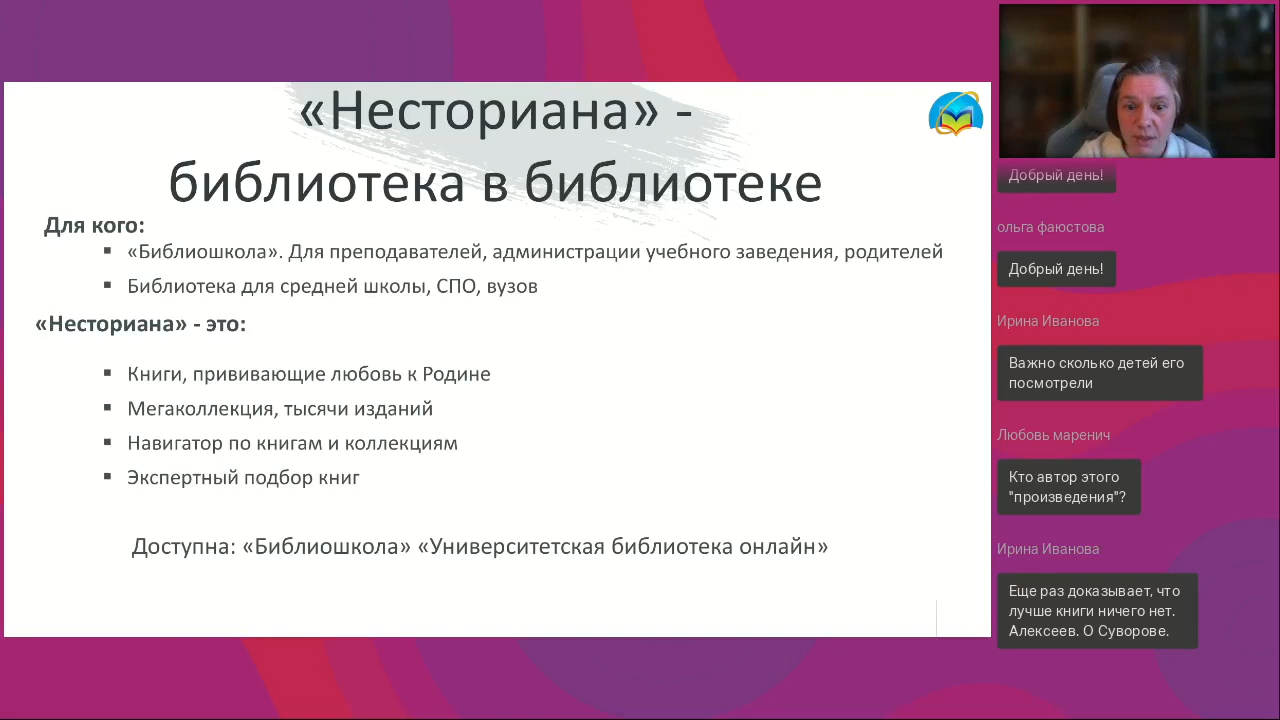 «Несториана» -
библиотека в библиотеке
Для кого:
▪ «Библиошкола». Для преподавателей, администрации учебного заведения, родителей
▪ Библиотека для средней школы, СПО, вузов
«Несториана» - это:
▪ Книги, прививающие любовь к Родине
▪ Мегаколлекция, тысячи изданий
▪ Навигатор по книгам и коллекциям
▪ Экспертный подбор книг
Доступна: «Библиошкола» «Университетская библиотека онлайн»
Добрый день!
ольга фаюстова
Добрый день!
Ирина Иванова
Важно сколько детей его
посмотрели
Любовь маренич
Кто автор этого
"произведения"?
Ирина Иванова
Еще раз доказывает, что
лучше книги ничего нет.
Алексеев. О Суворове.